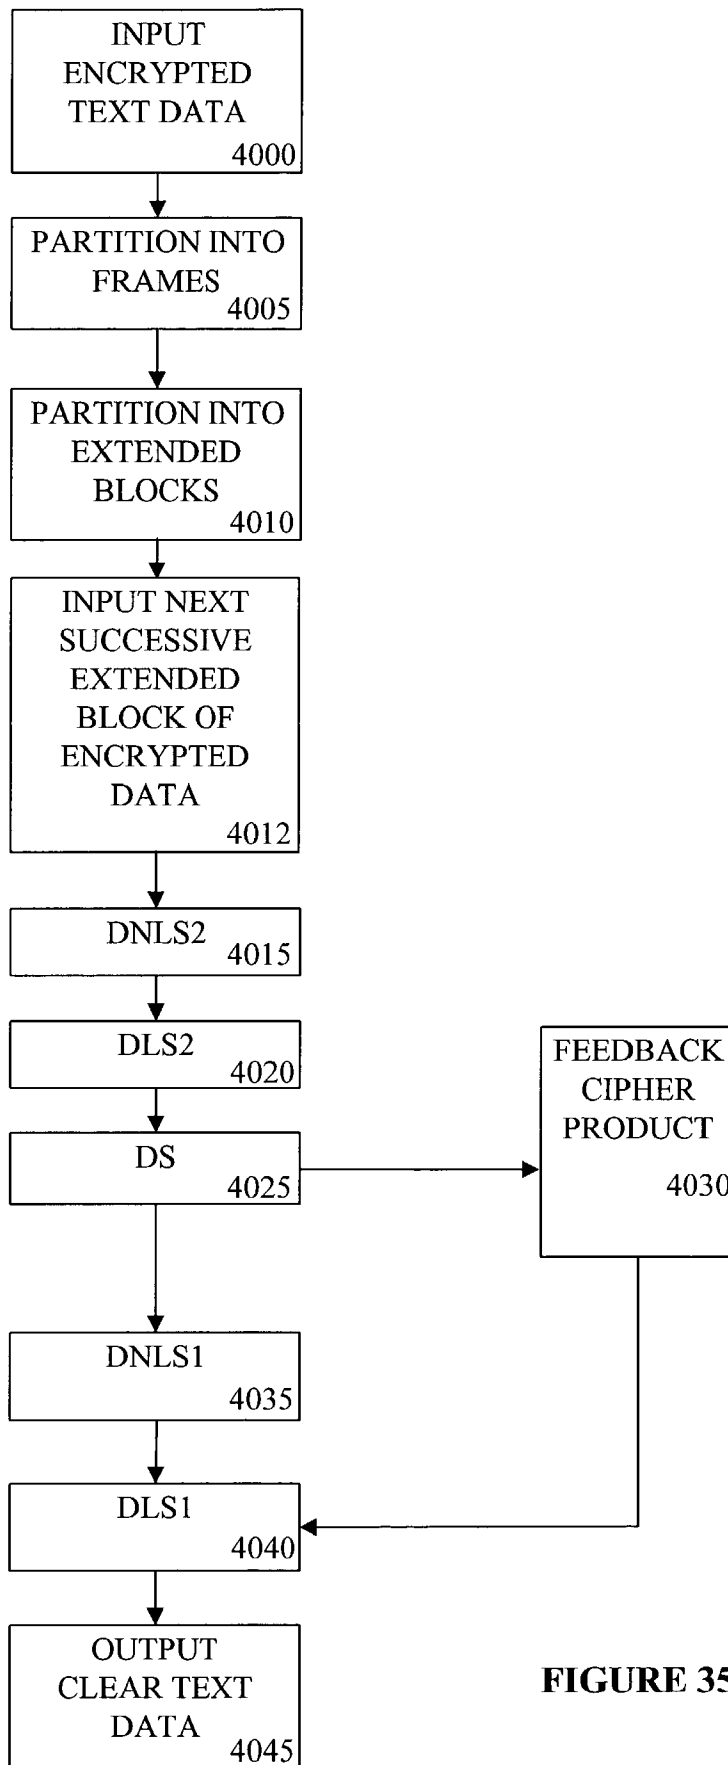 INPUT
ENCRYPTED
TEXT DATA
4000
PARTITION INTO
FRAMES
4005
PARTITION INTO
EXTENDED
BLOCKS
4010
INPUT NEXT
SUCCESSIVE
EXTENDED
BLOCK OF
ENCRYPTED
DATA
4012
DNLS2
4015
DLS2
4020
DS
4025
FEEDBACK
CIPHER
PRODUCT
4030
DNLS1
4035
DLS1
4040
OUTPUT
CLEAR TEXT
DATA
4045
FIGURE 35